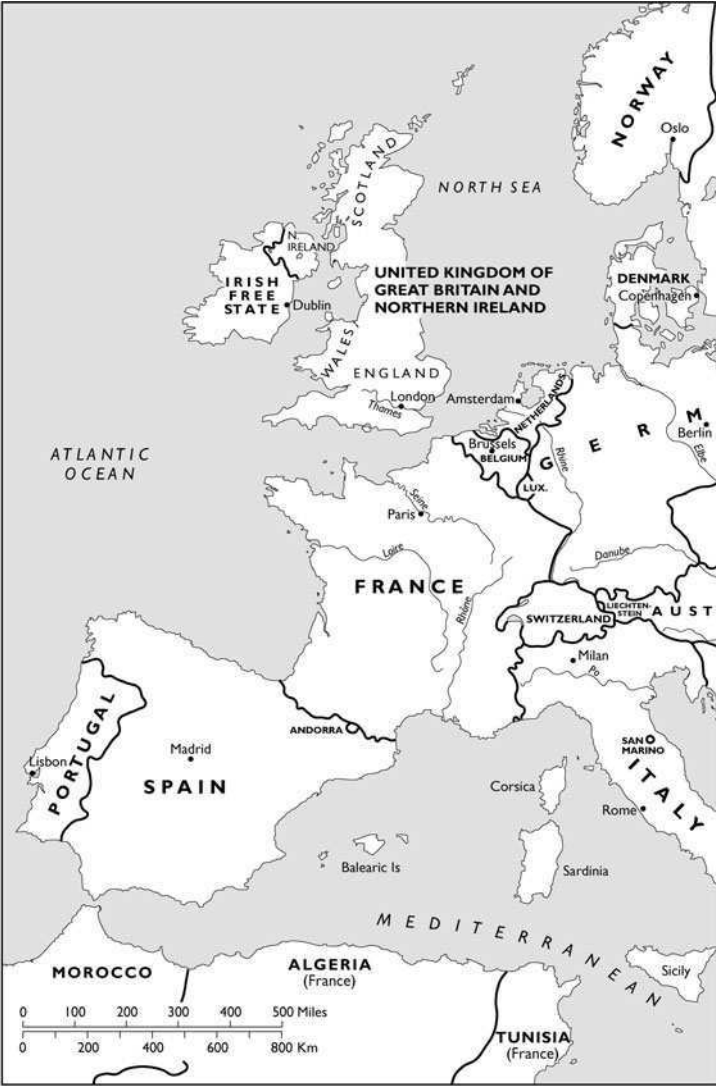 NORWAY
Oslo
SCOTLAND
NORTH SEA
N.
IRELAND
IRISH
FREE
STATE
Dublin
UNITED KINGDOM OF
GREAT BRITAIN AND
NORTHERN IRELAND
DENMARK
Copenhagen
WALES
ENGLAND
London
Thames
Amsterdam
NETHERLANDS
Berlin
GERM
Elbe
Rhine
Brussels
BELGIUM
LUX.
ATLANTIC
OCEAN
Seine
Paris
Loire
Danube
FRANCE
Rhône
SWITZERLAND
LIECHTEN-
STEIN
AUST
Milan
Po
ANDORRA
SAN
MARINO
ITALY
PORTUGAL
Lisbon
Madrid
SPAIN
Corsica
Rome
Balearic Is
Sardinia
MEDITERRANEAN
Sicily
MOROCCO
ALGERIA
(France)
TUNISIA
(France)
0 100 200 300 400 500 Miles
0 200 400 600 800 Km